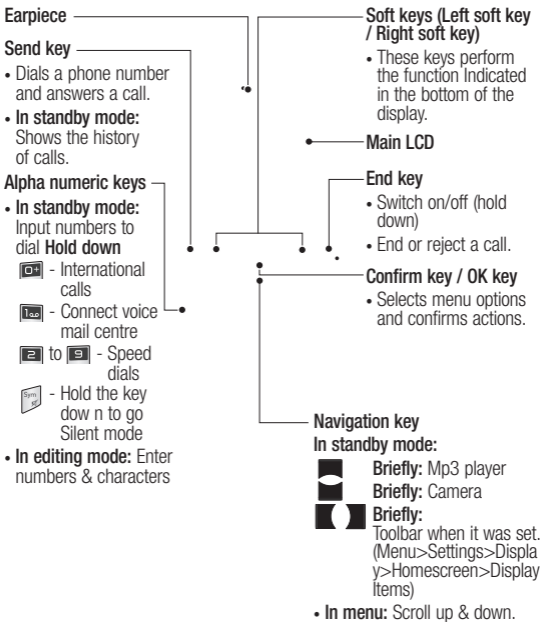 Earpiece
Send key
• Dials a phone number
and answers a call.
• In standby mode:
Shows the history
of calls.
Alpha numeric keys
• In standby mode:
Input numbers to
dial Hold down
0+ - International
calls
1 - Connect voice
mail centre
2 to 9 - Speed
dials
Sym - Hold the key
dow n to go
Silent mode
• In editing mode: Enter
numbers & characters
Soft keys (Left soft key
/ Right soft key)
• These keys perform
the function Indicated
in the bottom of the
display.
Main LCD
End key
• Switch on/off (hold
down)
• End or reject a call.
Confirm key / OK key
• Selects menu options
and confirms actions.
Navigation key
In standby mode:
Briefly: Mp3 player
Briefly: Camera
Briefly:
Toolbar when it was set.
(Menu>Settings>Displa
y>Homescreen>Display
Items)
• In menu: Scroll up & down.